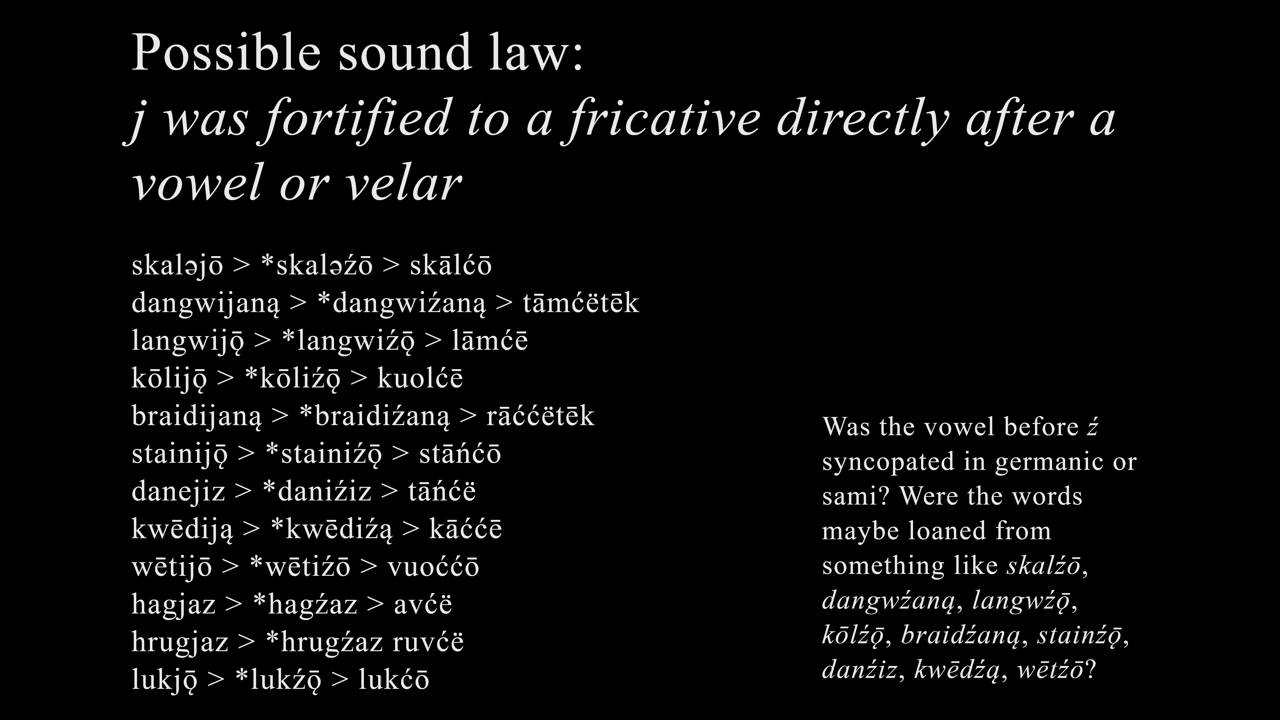 Possible sound law:
j was fortified to a fricative directly after a
vowel or velar
skaləjō > *skaləźō > skālćō
dangwijaną > *dangwiźaną > tāmćëtēk
langwijǭ > *langwiźǭ > lāmćē
kōlijǭ > *kōliźǭ > kuolćē
braidijaną > *braidiźaną > rāććëtēk
stainijǭ > *stainiźǭ > stāńćō
danejiz > *daniźiz > tāńćë
kwēdiją > *kwēdiźą > kāććē
wētijō > *wētiźō > vuoććō
hagjaz > *hagźaz > avćë
hrugjaz > *hrugźaz ruvćë
lukjǭ > *lukźǭ > lukćō
Was the vowel before ź
syncopated in germanic or
sami? Were the words
maybe loaned from
something like skalźō,
dangwźaną, langwźǭ,
kōlźǭ, braidźaną, stainźǭ,
danźiz, kwēdźą, wētźō?